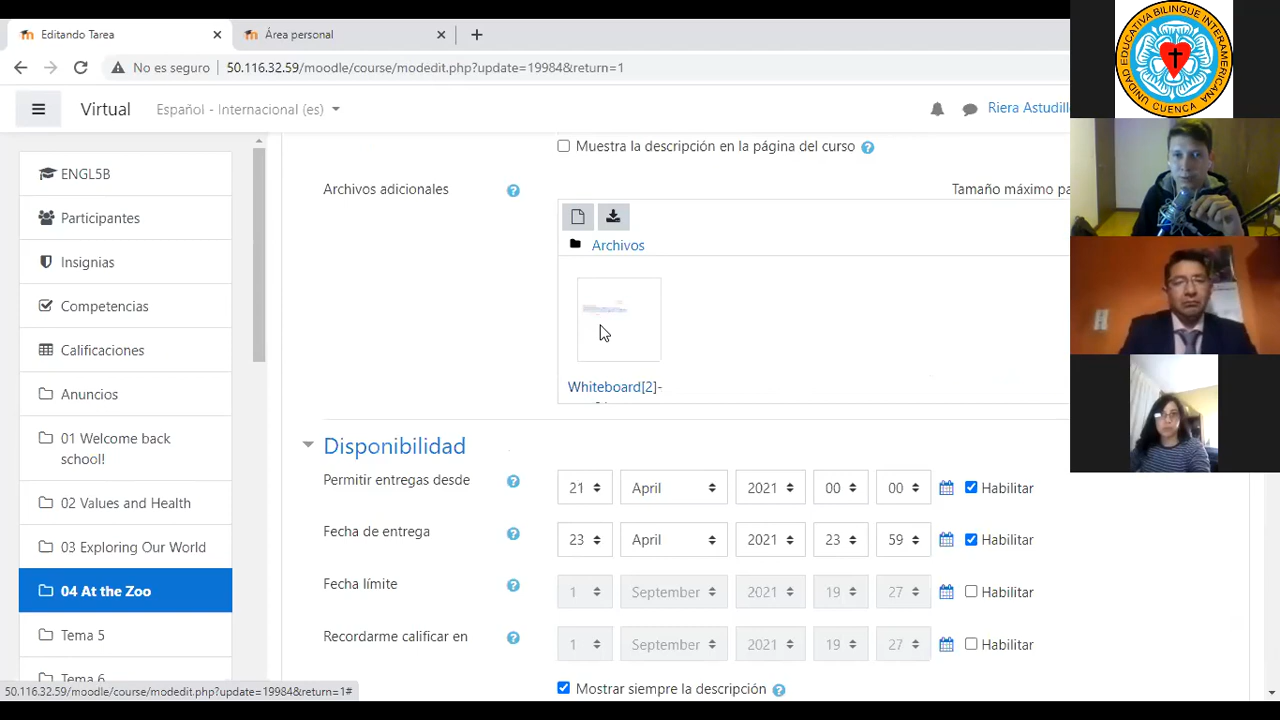 Editando Tarea
Área personal
No es seguro
50.116.32.59/moodle/course/modedit.php?update=19984&return=1
Virtual
Español - Internacional (es)
Riera Astudill
UNIDAD EDUCATIVA BILINGUE INTERAMERICANA
CUENCA
ENGL5B
Participantes
Insignias
Competencias
Calificaciones
Anuncios
01 Welcome back
school!
02 Values and Health
03 Exploring Our World
04 At the Zoo
Tema 5
Tema 6
Muestra la descripción en la página del curso
Archivos adicionales
Tamaño máximo pa
Archivos
Whiteboard[2]-
Disponibilidad
Permitir entregas desde 21 April 2021 00 00 Habilitar
Fecha de entrega 23 April 2021 23 59 Habilitar
Fecha límite 1 September 2021 19 27 Habilitar
Recordarme calificar en 1 September 2021 19 27 Habilitar
Mostrar siempre la descripción
50.116.32.59/moodle/course/modedit.php?update=19984&return=1#